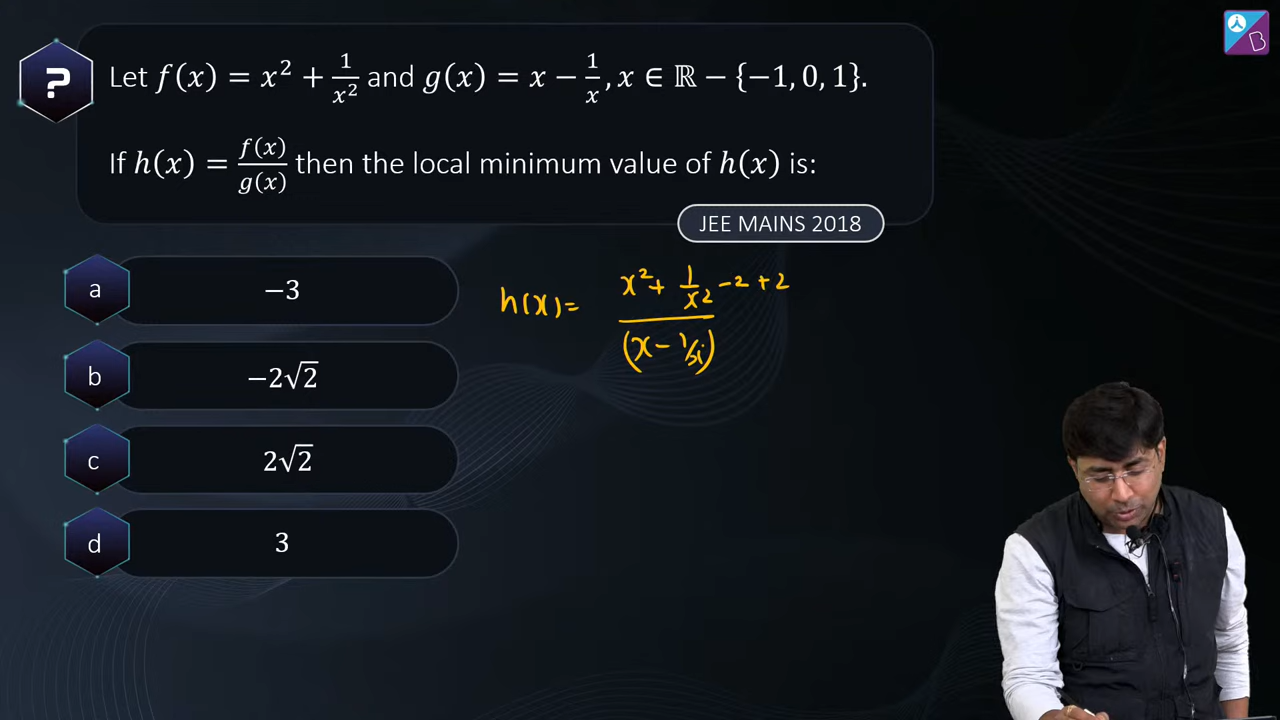 ?
Let f(x) = x² + 1/x² and g(x) = x − 1/x, x ∈ ℝ − {−1, 0, 1}.
If h(x) = f(x)/g(x) then the local minimum value of h(x) is:
JEE MAINS 2018
a −3
b −2√2
c 2√2
d 3
h(x) = (x² + 1/x² − 2 + 2)/(x − 1/x)
B